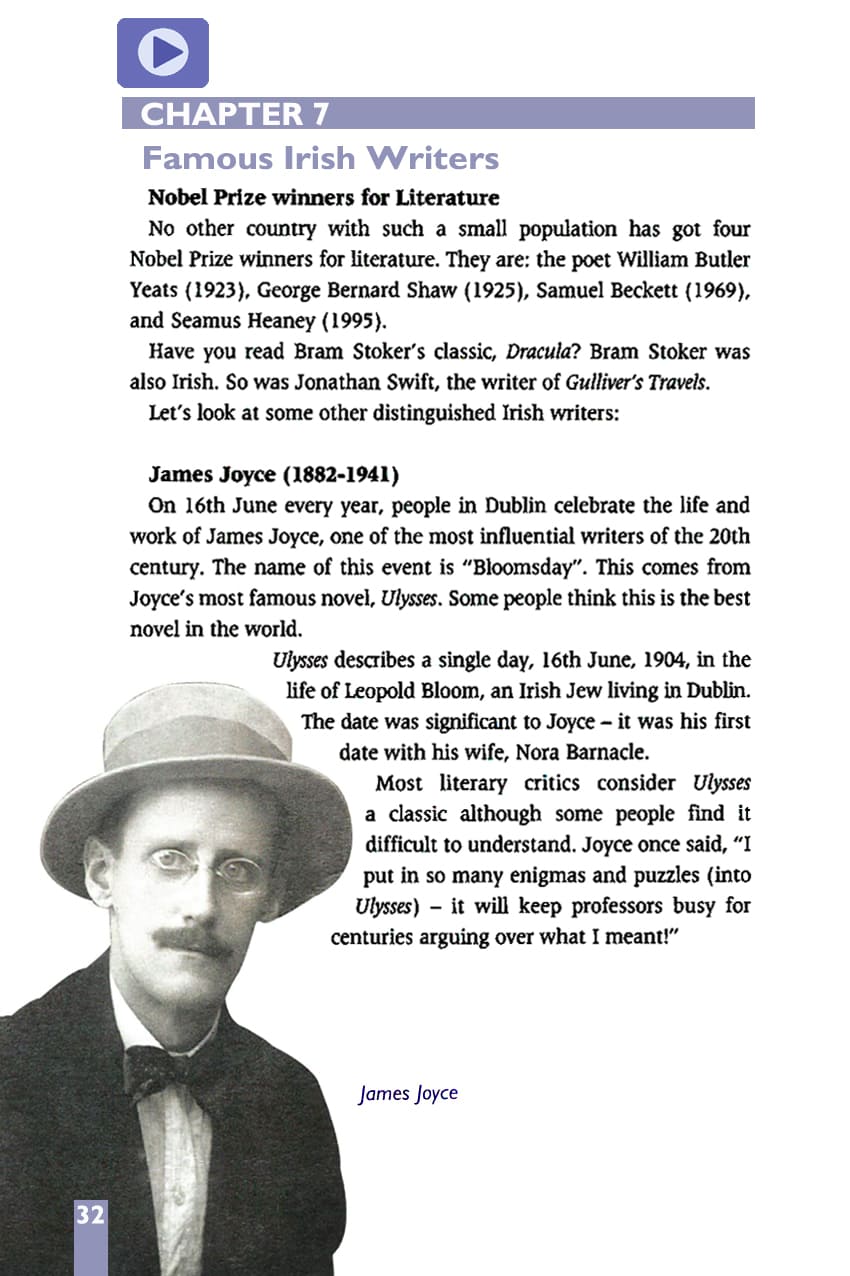 CHAPTER 7
Famous Irish Writers
Nobel Prize winners for Literature
No other country with such a small population has got four
Nobel Prize winners for literature. They are: the poet William Butler
Yeats (1923), George Bernard Shaw (1925), Samuel Beckett (1969),
and Seamus Heaney (1995).
Have you read Bram Stoker's classic, Dracula? Bram Stoker was
also Irish. So was Jonathan Swift, the writer of Gulliver's Travels.
Let's look at some other distinguished Irish writers:
James Joyce (1882-1941)
On 16th June every year, people in Dublin celebrate the life and
work of James Joyce, one of the most influential writers of the 20th
century. The name of this event is "Bloomsday". This comes from
Joyce's most famous novel, Ulysses. Some people think this is the best
novel in the world.
Ulysses describes a single day, 16th June, 1904, in the
life of Leopold Bloom, an Irish Jew living in Dublin.
The date was significant to Joyce – it was his first
date with his wife, Nora Barnacle.
Most literary critics consider Ulysses
a classic although some people find it
difficult to understand. Joyce once said, "I
put in so many enigmas and puzzles (into
Ulysses) – it will keep professors busy for
centuries arguing over what I meant!"
James Joyce
32